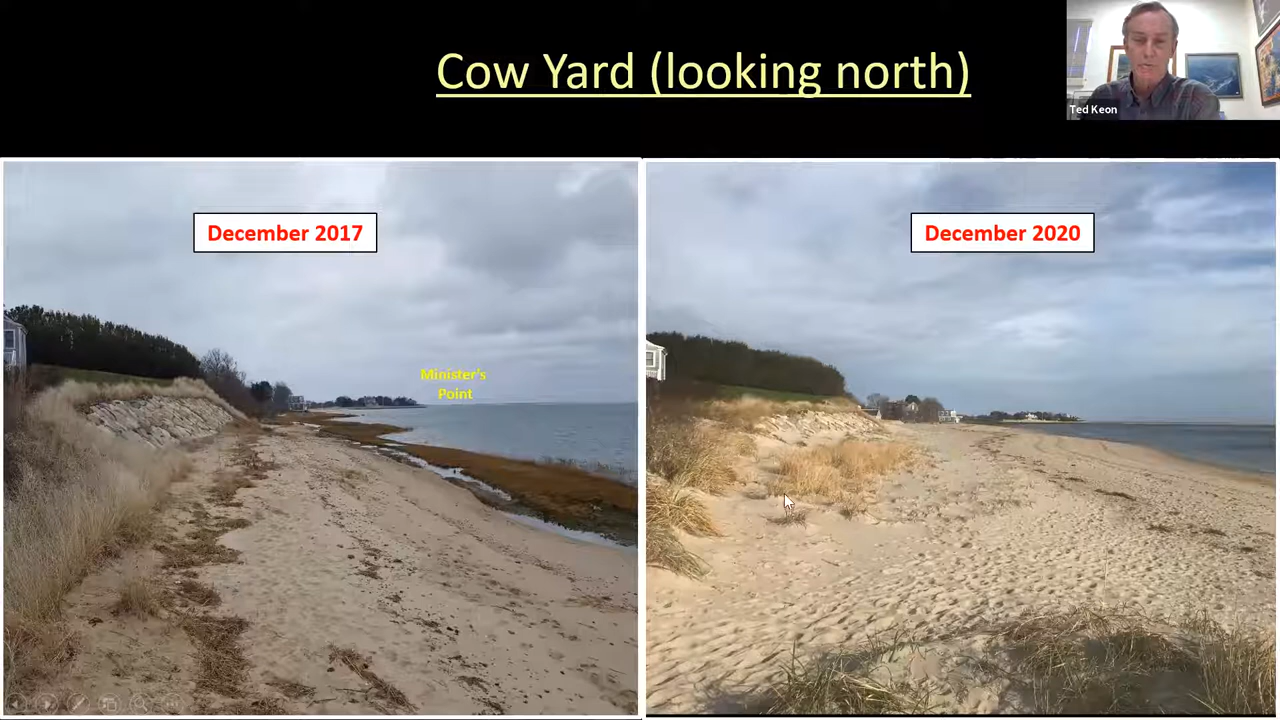 Cow Yard (looking north)
Ted Keon
December 2017
December 2020
Minister's
Point